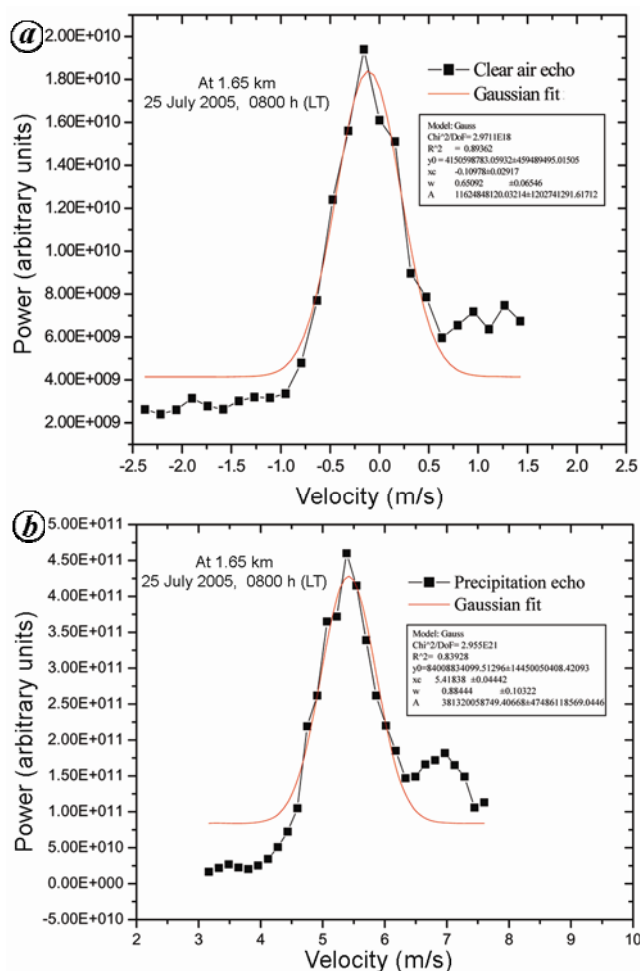 a
2.00E+010
1.80E+010
1.60E+010
1.40E+010
1.20E+010
1.00E+010
8.00E+009
6.00E+009
4.00E+009
2.00E+009
Power (arbitrary units)
At 1.65 km
25 July 2005, 0800 h (LT)
Clear air echo
Gaussian fit
Model: Gauss
Chi^2/DoF = 2.9711E18
R^2 = 0.89362
y0 = 4150598783.05932±459489495.01505
xc -0.10978±0.02917
w 0.65092 ±0.06546
A 11624848120.03214±1202741291.61712
-2.5 -2.0 -1.5 -1.0 -0.5 0.0 0.5 1.0 1.5 2.0 2.5
Velocity (m/s)
b
5.00E+011
4.50E+011
4.00E+011
3.50E+011
3.00E+011
2.50E+011
2.00E+011
1.50E+011
1.00E+011
5.00E+010
0.00E+000
-5.00E+010
Power (arbitrary units)
At 1.65 km
25 July 2005, 0800 h (LT)
Precipitation echo
Gaussian fit
Model: Gauss
Chi^2/DoF = 2.955E21
R^2= 0.83928
y0=84008834099.51296±14450050408.42093
xc 5.41838 ±0.04442
w 0.88444 ±0.10322
A 381320058749.40668±47486118569.0446
2 3 4 5 6 7 8 9 10
Velocity (m/s)